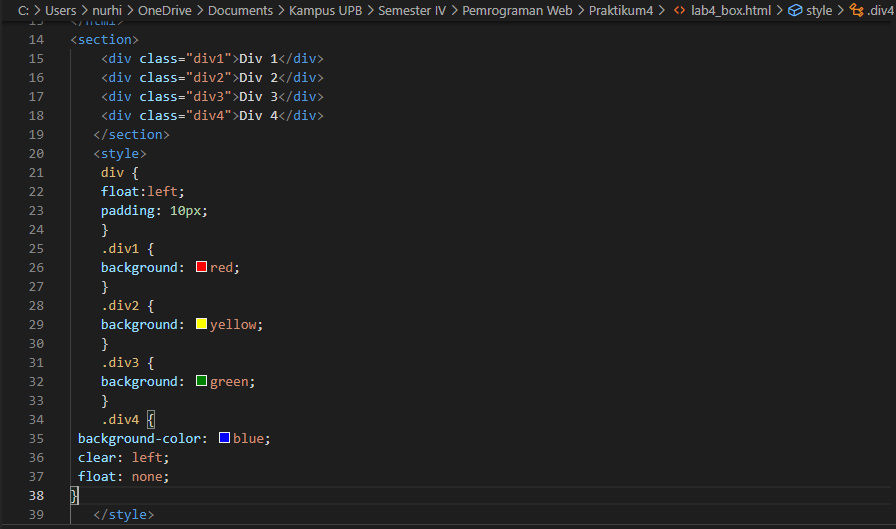 C: > Users > nurhi > OneDrive > Documents > Kampus UPB > Semester IV > Pemrograman Web > Praktikum4 > <> lab4_box.html > style > .div4
13 </html>
14 <section>
15 <div class="div1">Div 1</div>
16 <div class="div2">Div 2</div>
17 <div class="div3">Div 3</div>
18 <div class="div4">Div 4</div>
19 </section>
20 <style>
21 div {
22 float:left;
23 padding: 10px;
24 }
25 .div1 {
26 background: red;
27 }
28 .div2 {
29 background: yellow;
30 }
31 .div3 {
32 background: green;
33 }
34 .div4 {
35 background-color: blue;
36 clear: left;
37 float: none;
38 }
39 </style>